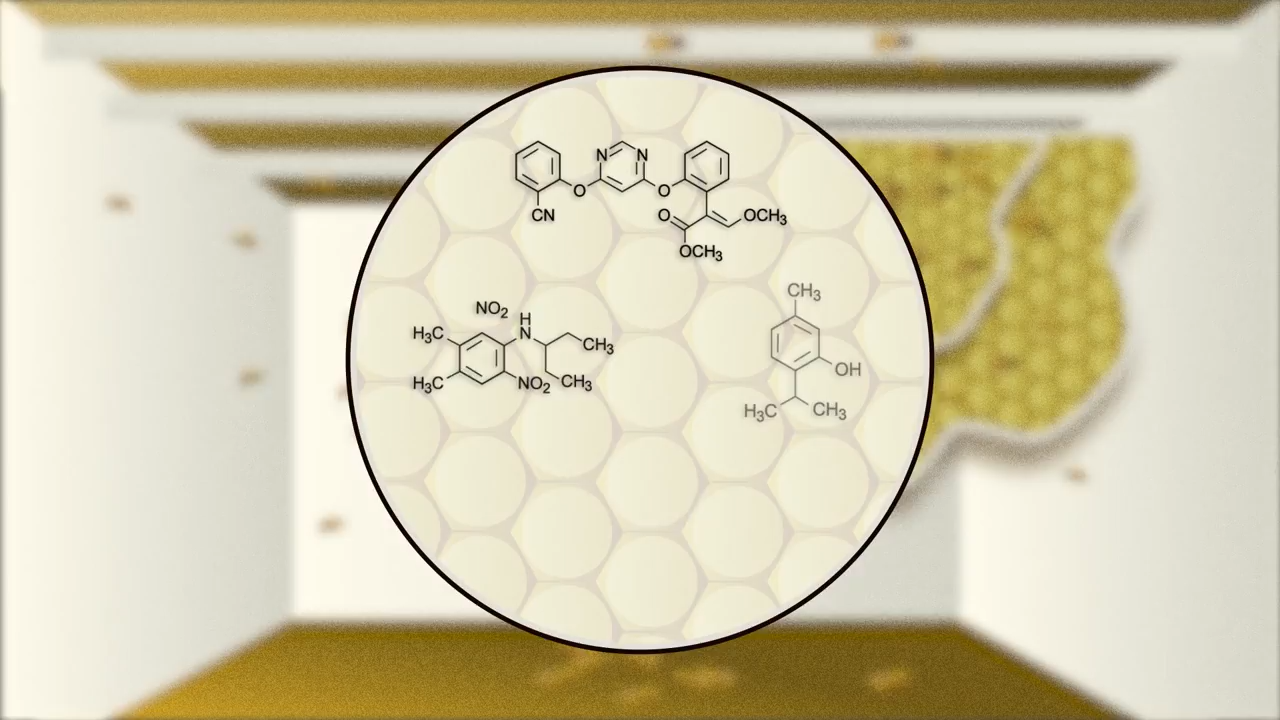 N N
O O
CN
O OCH₃
OCH₃
NO₂
H
H₃C N
CH₃
H₃C NO₂ CH₃
CH₃
OH
H₃C CH₃